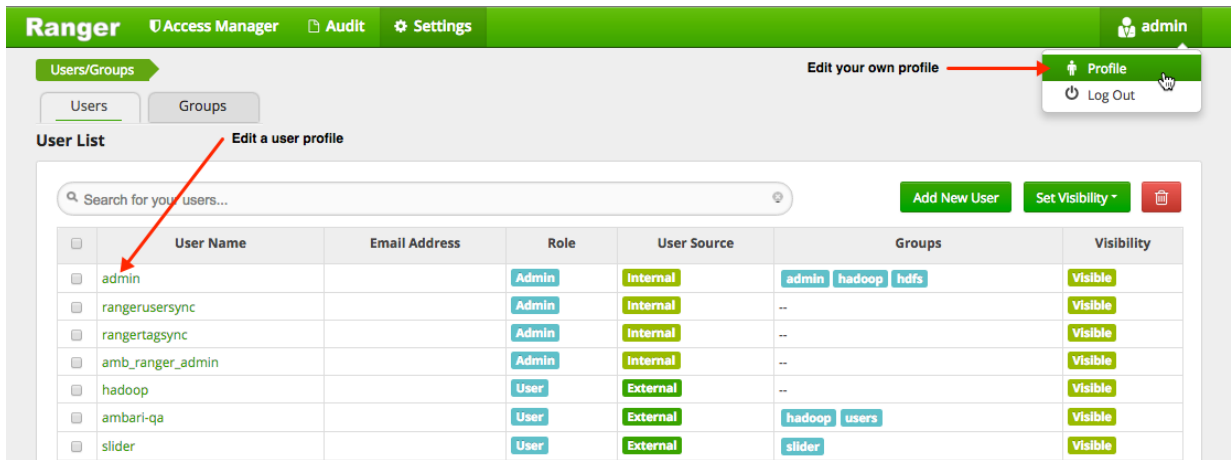 Ranger Access Manager Audit Settings admin
Users/Groups Edit your own profile Profile
Log Out
Users Groups
User List Edit a user profile
Search for your users... Add New User Set Visibility
User Name Email Address Role User Source Groups Visibility
admin Admin Internal admin hadoop hdfs Visible
rangerusersync Admin Internal -- Visible
rangertagsync Admin Internal -- Visible
amb_ranger_admin Admin Internal -- Visible
hadoop User External -- Visible
ambari-qa User External hadoop users Visible
slider User External slider Visible